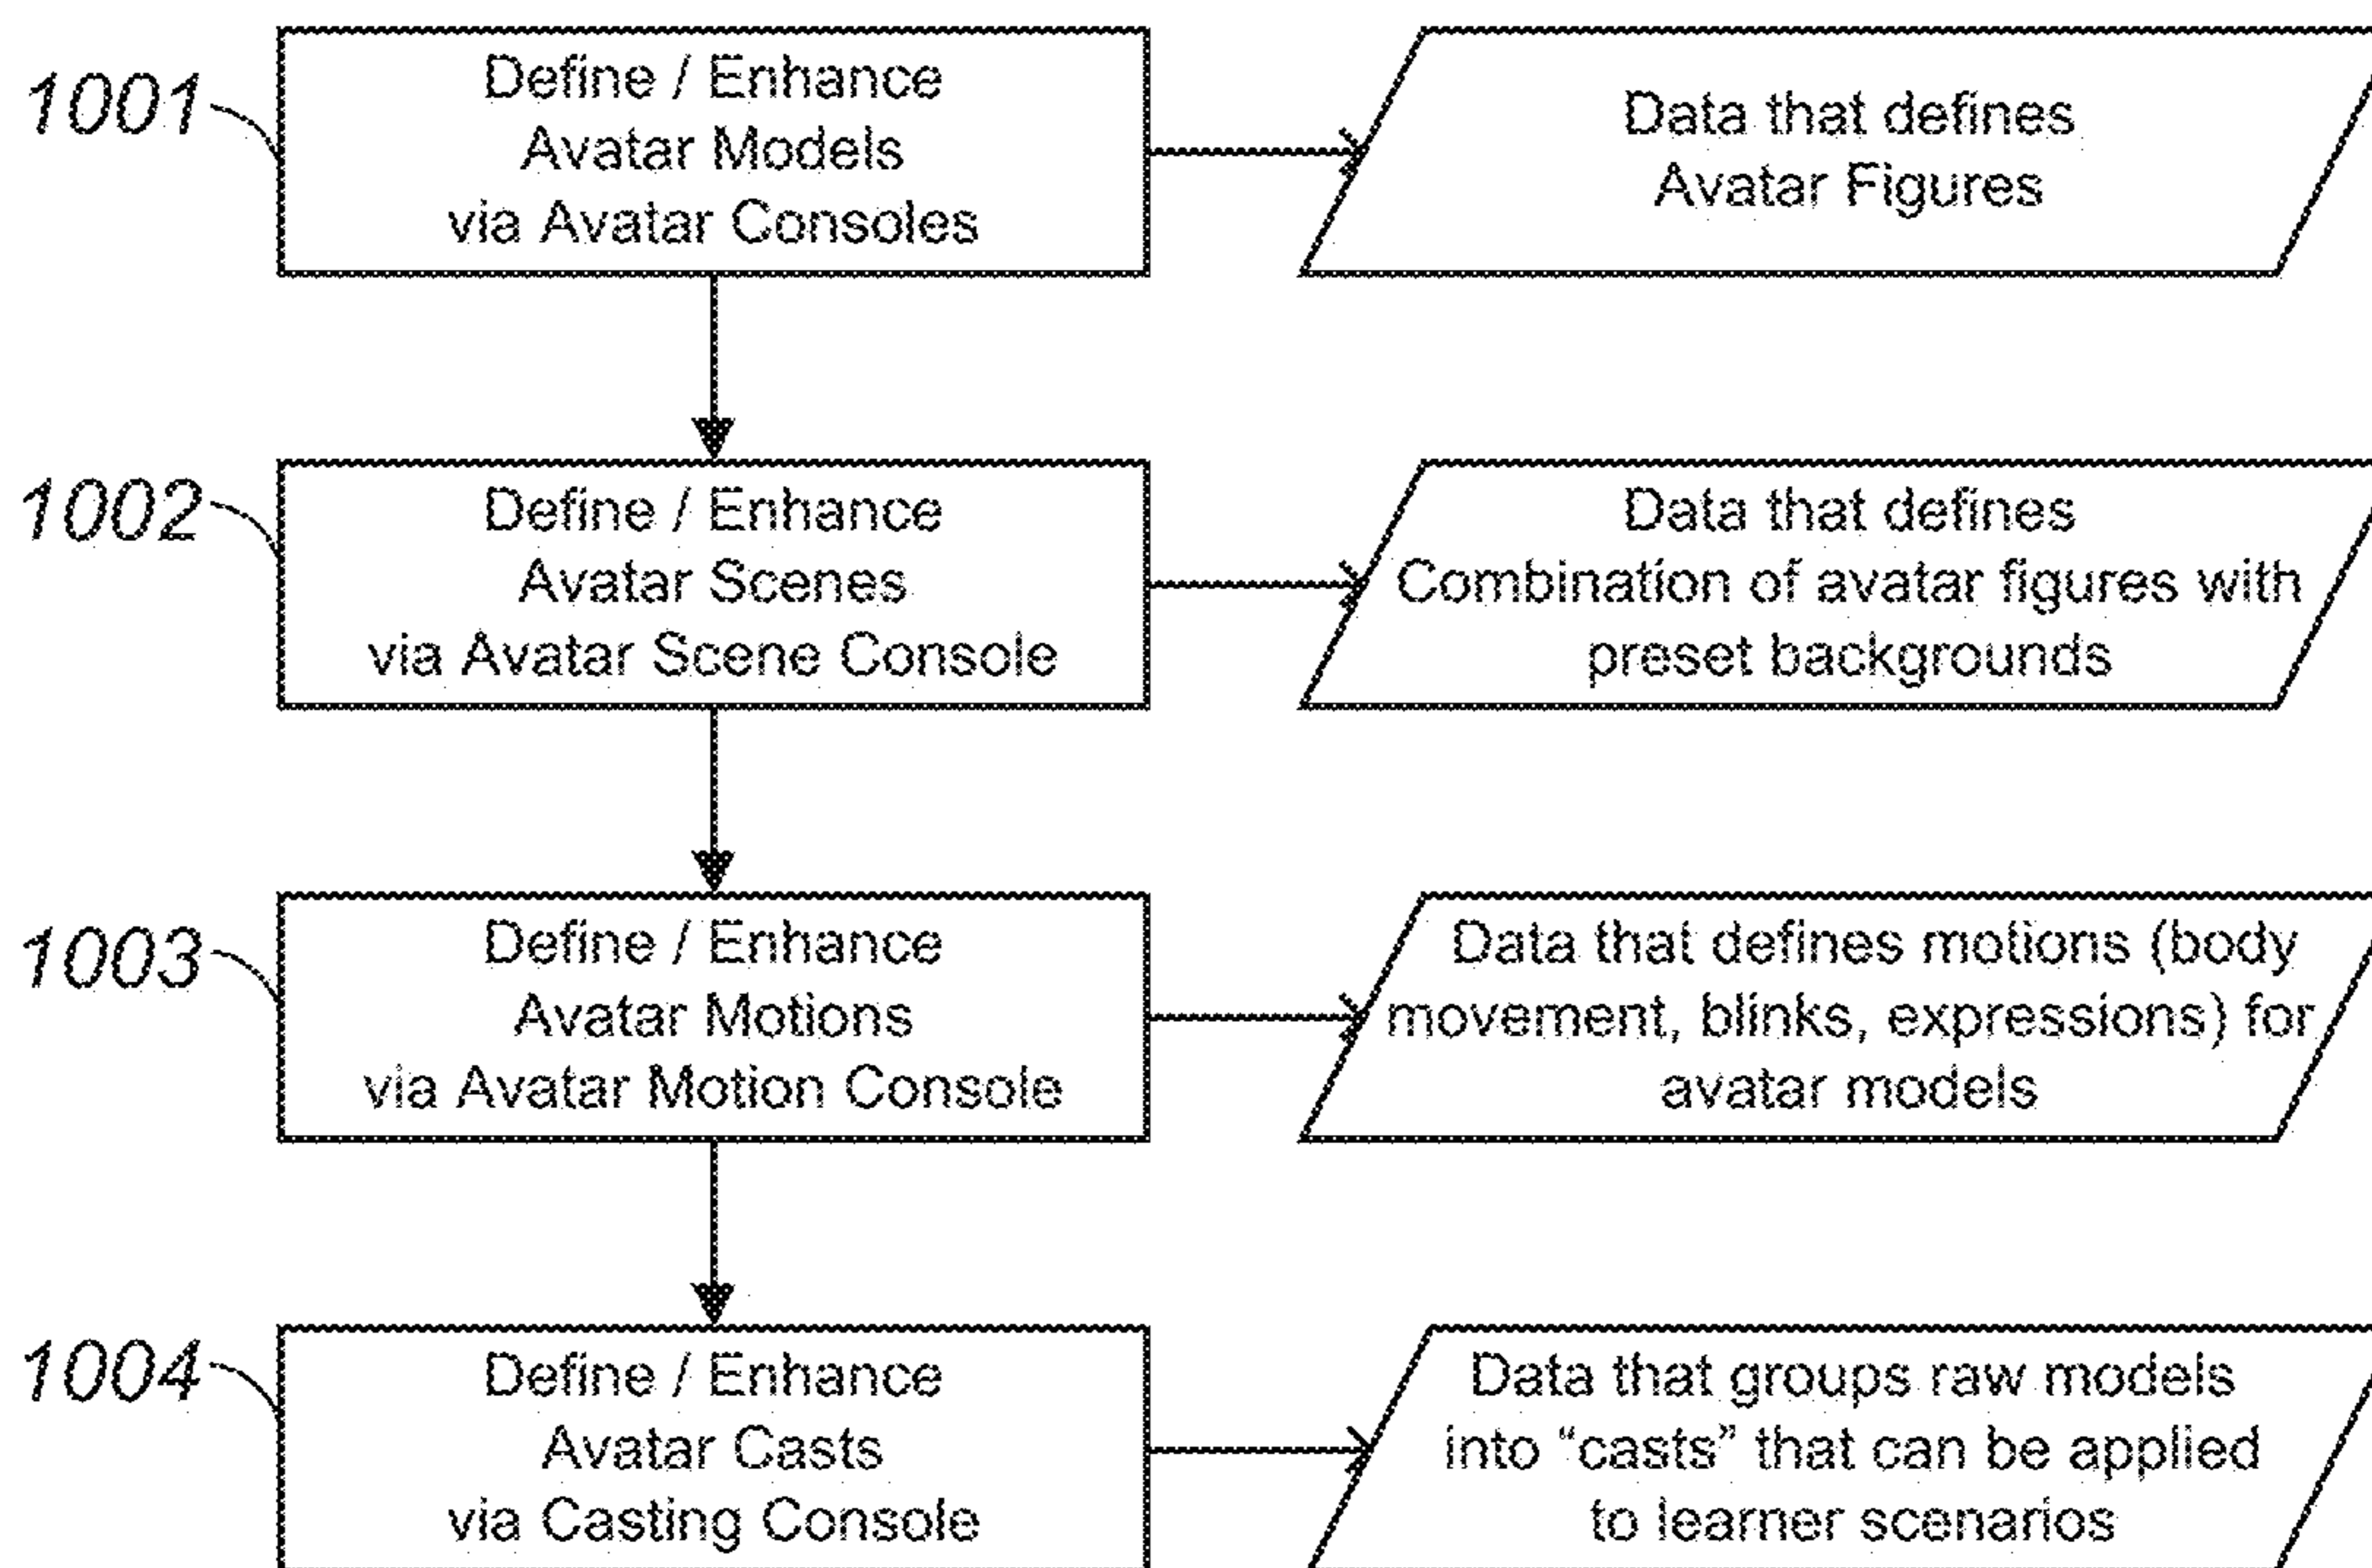 1001
Define / Enhance
Avatar Models
via Avatar Consoles
Data that defines
Avatar Figures
1002
Define / Enhance
Avatar Scenes
via Avatar Scene Console
Data that defines
Combination of avatar figures with
preset backgrounds
1003
Define / Enhance
Avatar Motions
via Avatar Motion Console
Data that defines motions (body
movement, blinks, expressions) for
avatar models
1004
Define / Enhance
Avatar Casts
via Casting Console
Data that groups raw models
into “casts” that can be applied
to learner scenarios